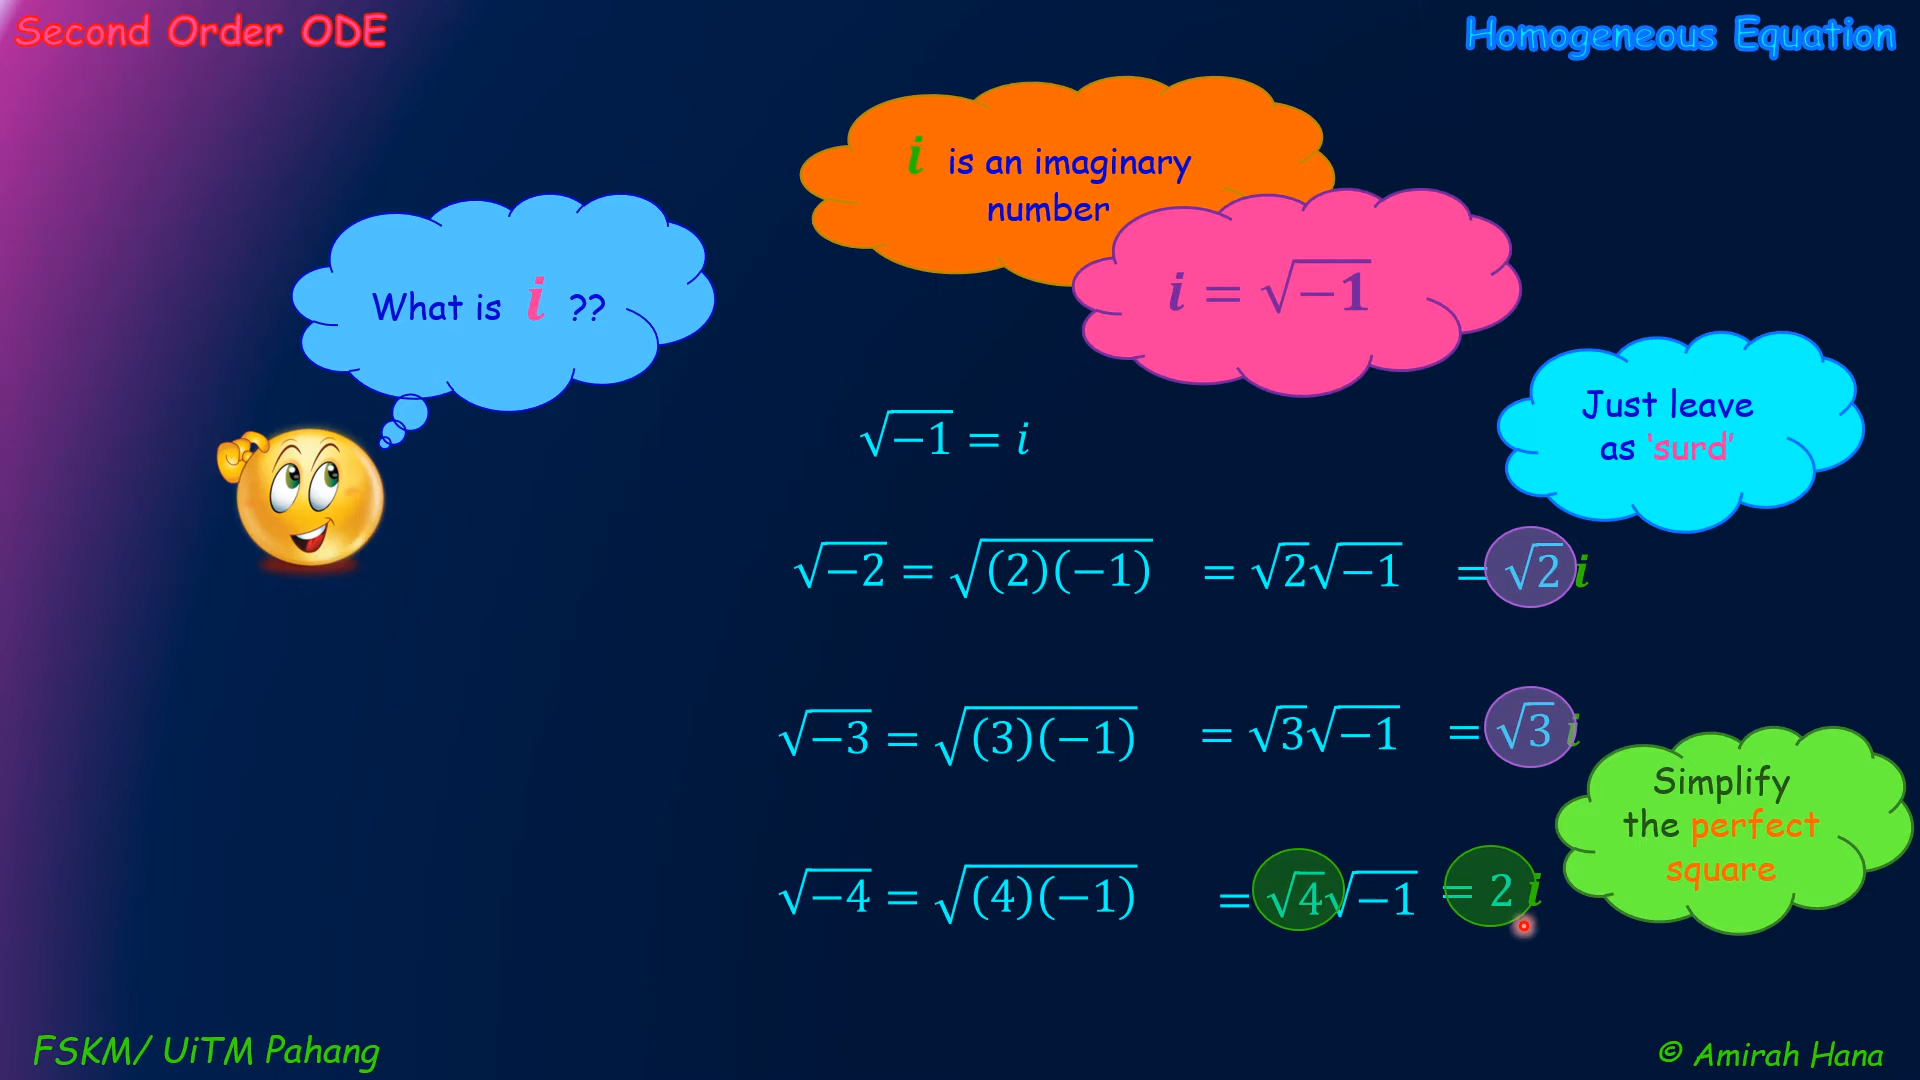 Second Order ODE
Homogeneous Equation
i is an imaginary
number
What is i ??
i = √−1
Just leave
as ‘surd’
√−1 = i
√−2 = √(2)(−1) = √2√−1 = √2 i
√−3 = √(3)(−1) = √3√−1 = √3 i
Simplify
the perfect
square
√−4 = √(4)(−1) = √4√−1 = 2 i
FSKM/ UiTM Pahang
© Amirah Hana